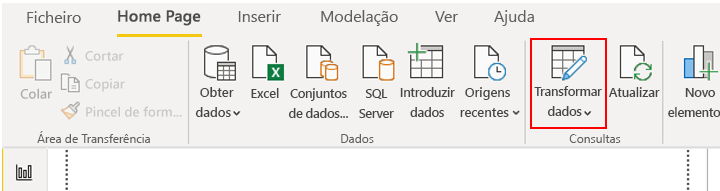 Ficheiro Home Page Inserir Modelação Ver Ajuda
Colar
Cortar
Copiar
Pincel de form...
Área de Transferência
Obter
dados
Excel
Conjuntos
de dados...
SQL
Server
Introduzir
dados
Origens
recentes
Dados
Transformar
dados
Atualizar
Consultas
Novo
elemento